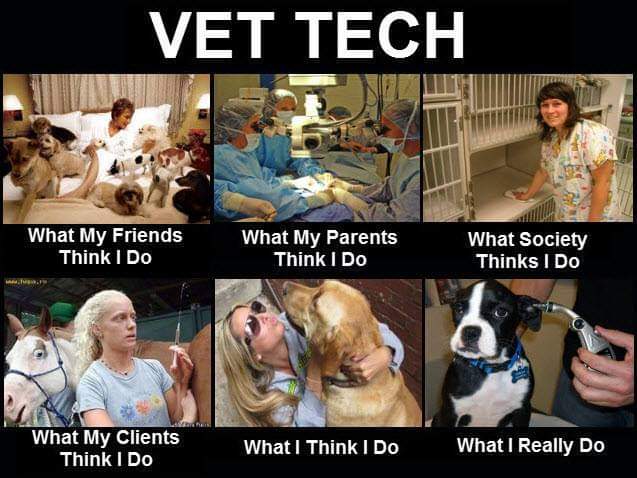 VET TECH
What My Friends
Think I Do
What My Parents
Think I Do
What Society
Thinks I Do
What My Clients
Think I Do
What I Think I Do
What I Really Do